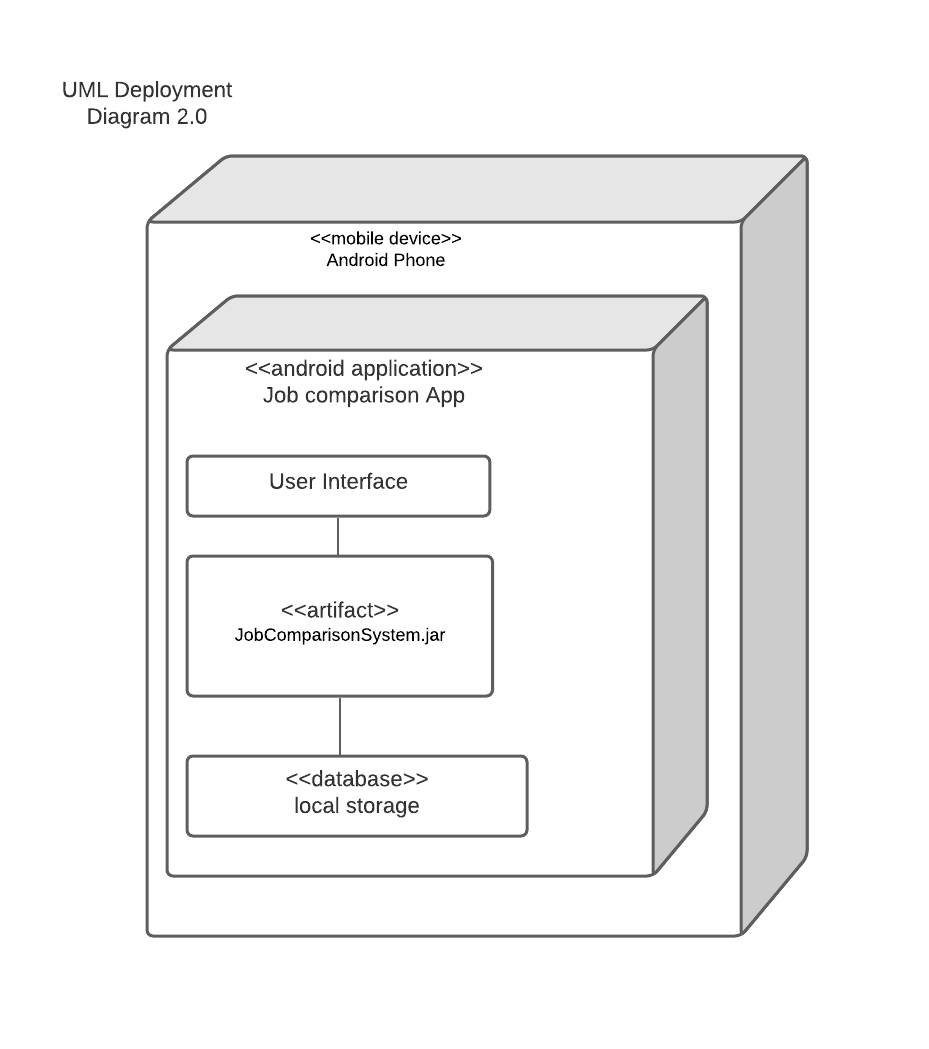 UML Deployment
Diagram 2.0
<<mobile device>>
Android Phone
<<android application>>
Job comparison App
User Interface
<<artifact>>
JobComparisonSystem.jar
<<database>>
local storage